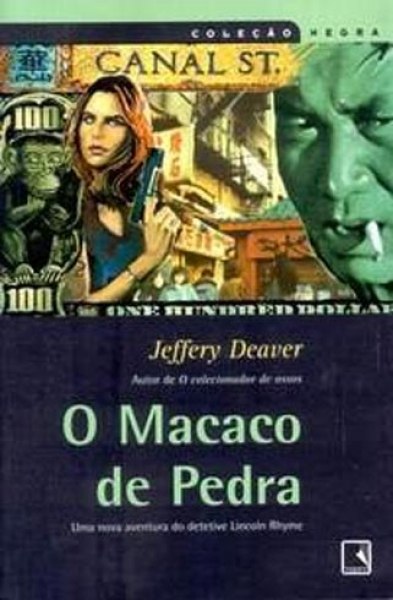 COLEÇÃO NEGRA
CANAL ST.
100
100
ONE HUNDRED DOLLAR
Jeffery Deaver
Autor de O colecionador de ossos
O Macaco
de Pedra
Uma nova aventura do detetive Lincoln Rhyme